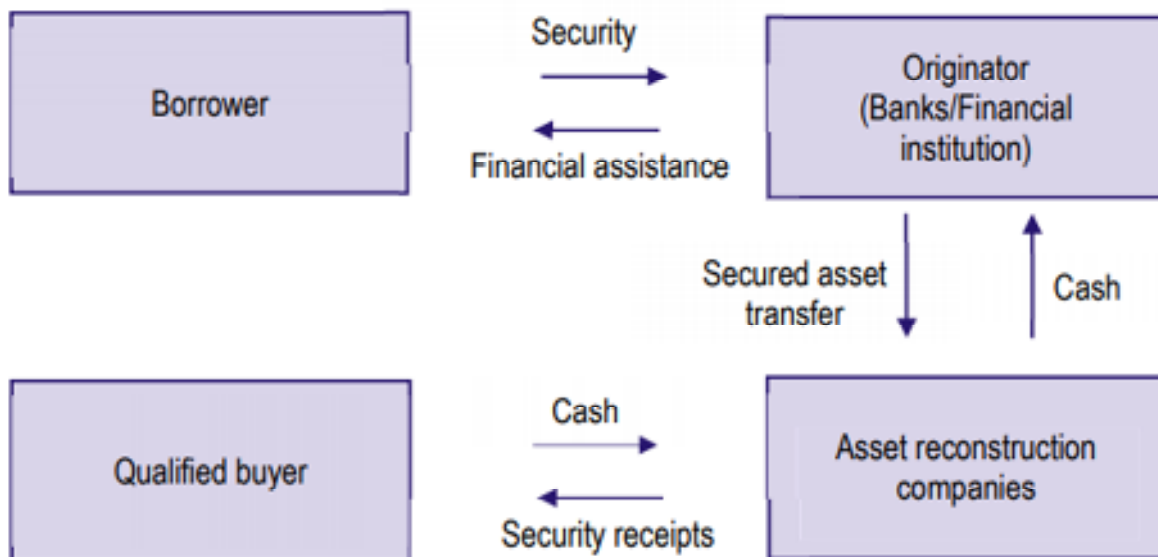 Borrower
Security
Financial assistance
Originator
(Banks/Financial
institution)
Secured asset
transfer
Cash
Qualified buyer
Cash
Security receipts
Asset reconstruction
companies